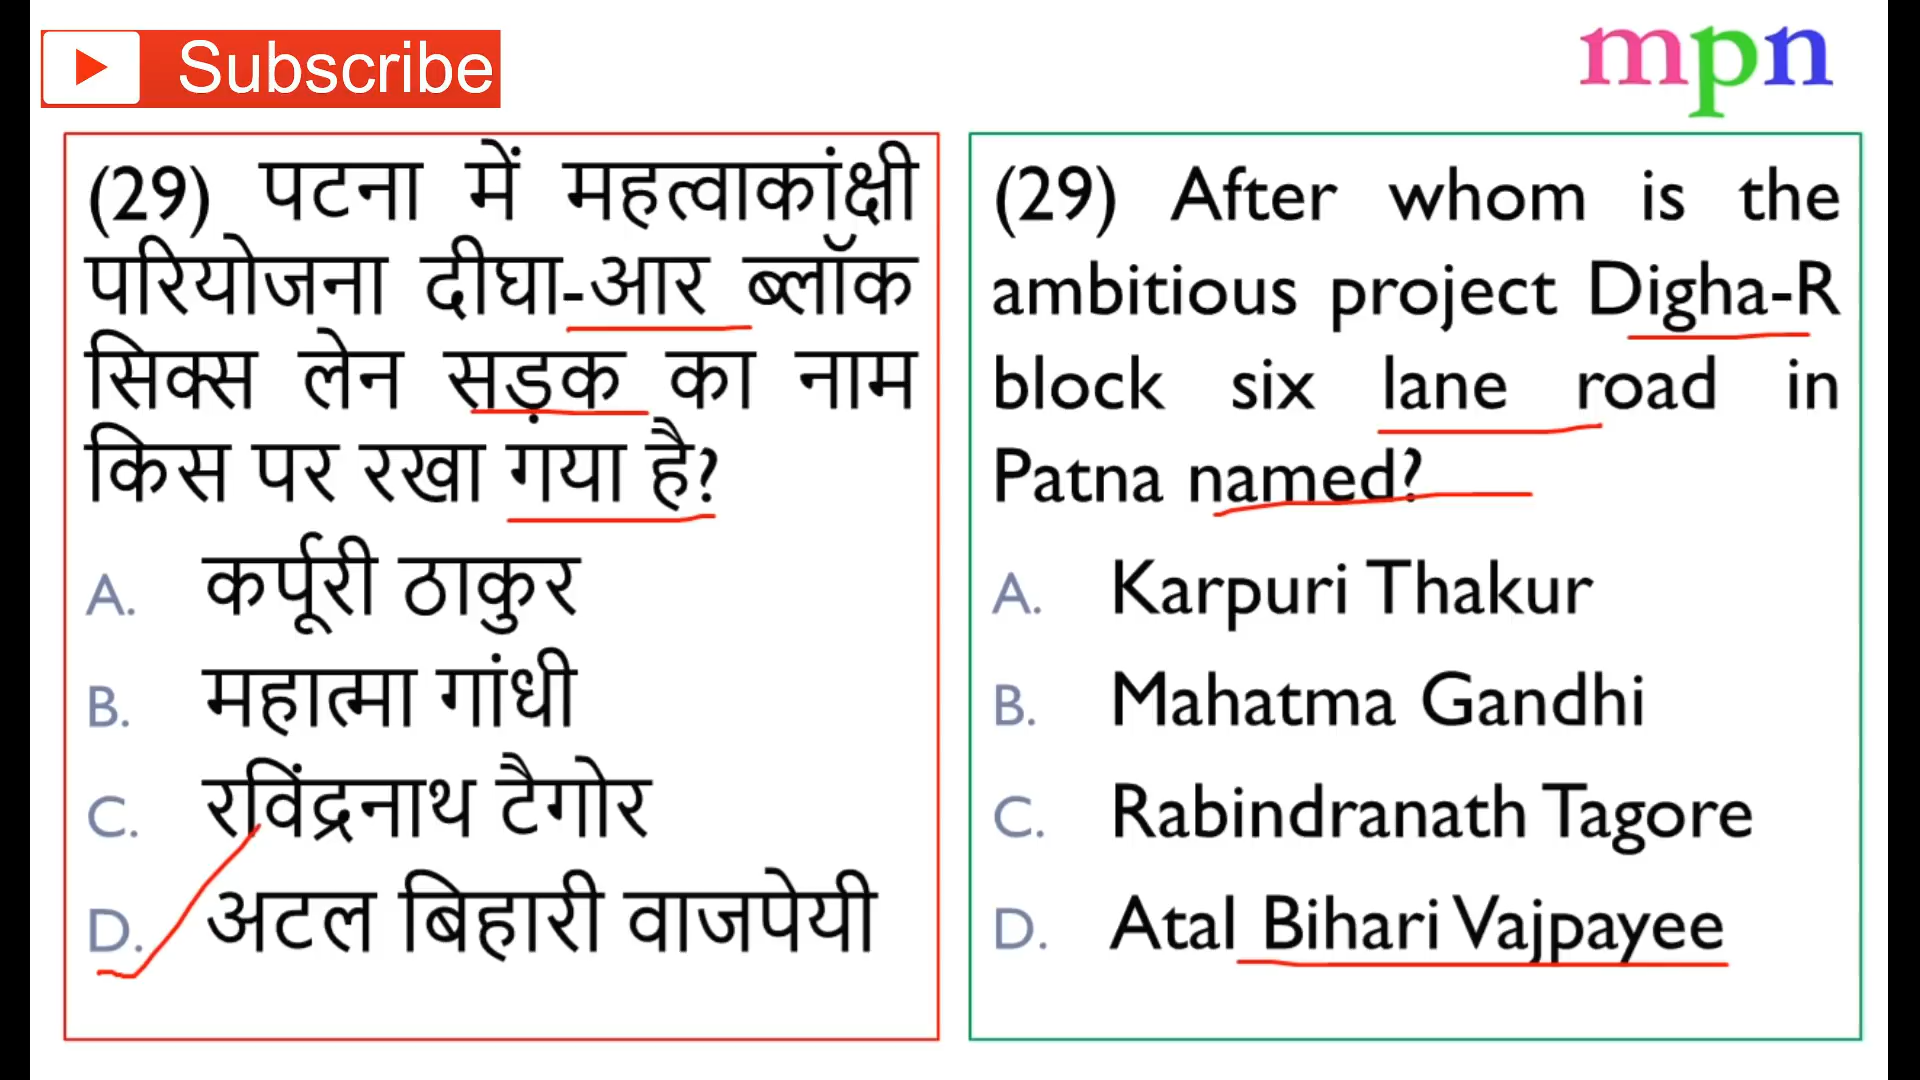 Subscribe
mpn
(29) पटना में महत्वाकांक्षी
परियोजना दीघा-आर ब्लॉक
सिक्स लेन सड़क का नाम
किस पर रखा गया है?
A. कर्पूरी ठाकुर
B. महात्मा गांधी
C. रविंद्रनाथ टैगोर
D. अटल बिहारी वाजपेयी
(29) After whom is the
ambitious project Digha-R
block six lane road in
Patna named?
A. Karpuri Thakur
B. Mahatma Gandhi
C. Rabindranath Tagore
D. Atal Bihari Vajpayee